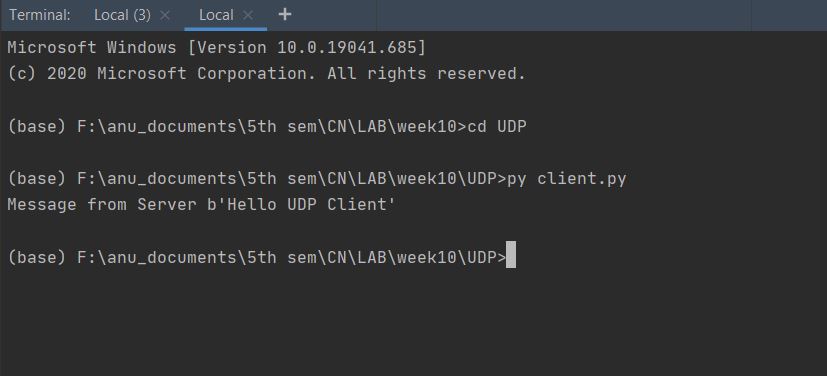 Terminal: Local (3) × Local × +
Microsoft Windows [Version 10.0.19041.685]
(c) 2020 Microsoft Corporation. All rights reserved.
(base) F:\anu_documents\5th sem\CN\LAB\week10>cd UDP
(base) F:\anu_documents\5th sem\CN\LAB\week10\UDP>py client.py
Message from Server b'Hello UDP Client'
(base) F:\anu_documents\5th sem\CN\LAB\week10\UDP>